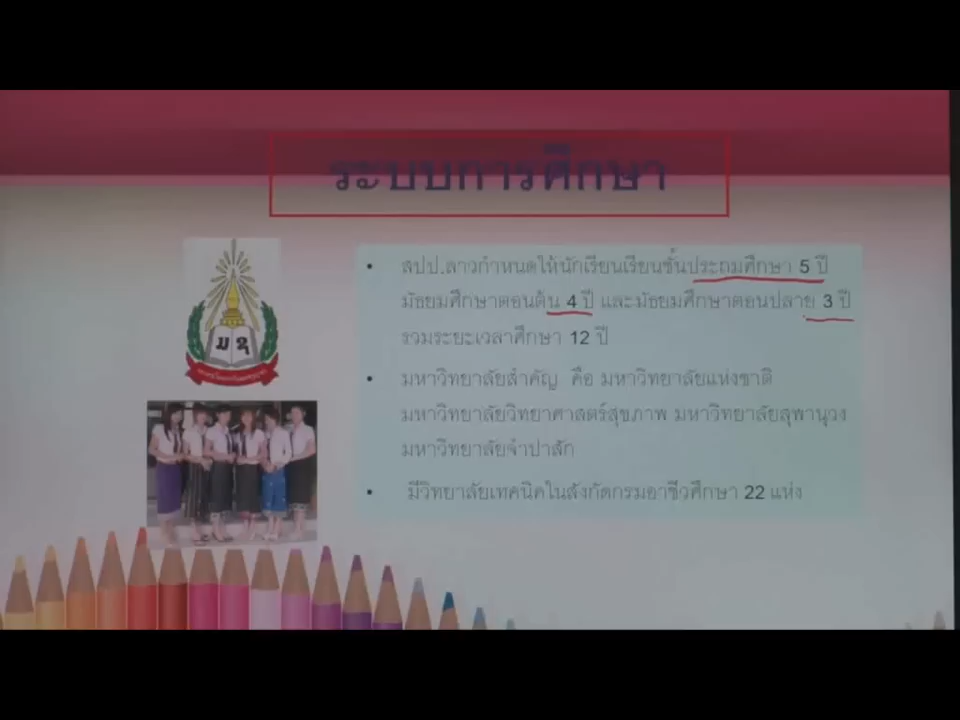 ระบบการศึกษา
• สปป.ลาวกำหนดให้นักเรียนเรียนชั้นประถมศึกษา 5 ปี
มัธยมศึกษาตอนต้น 4 ปี และมัธยมศึกษาตอนปลาย 3 ปี
รวมระยะเวลาศึกษา 12 ปี
• มหาวิทยาลัยสำคัญ คือ มหาวิทยาลัยแห่งชาติ
มหาวิทยาลัยวิทยาศาสตร์สุขภาพ มหาวิทยาลัยสุพานุวง
มหาวิทยาลัยจำปาสัก
• มีวิทยาลัยเทคนิคในสังกัดกรมอาชีวศึกษา 22 แห่ง
ມ ຊ